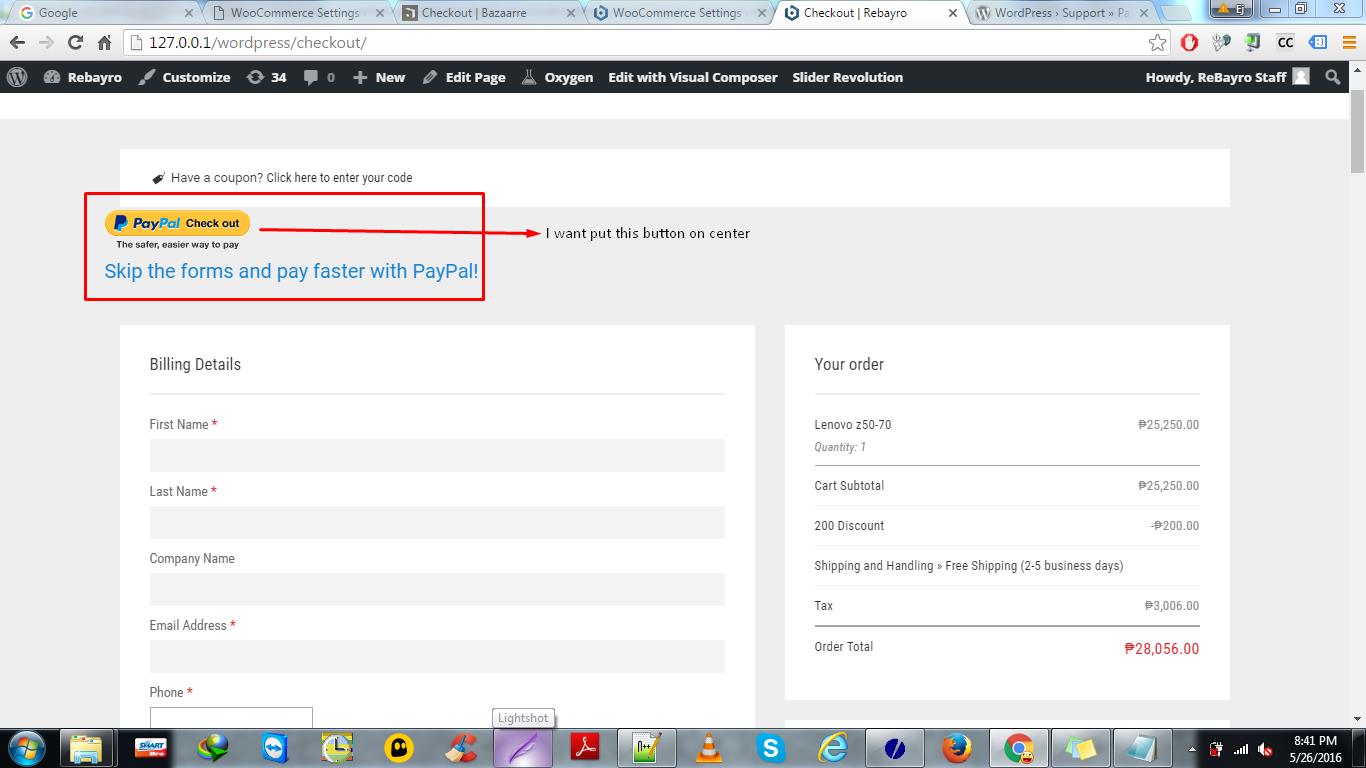 Google
WooCommerce Settings
Checkout | Bazaarre
WooCommerce Settings
Checkout | Rebayro
WordPress › Support » Pa
Ej
127.0.0.1/wordpress/checkout/
CC
Rebayro
Customize
34
0
New
Edit Page
Oxygen
Edit with Visual Composer
Slider Revolution
Howdy, ReBayro Staff
Have a coupon? Click here to enter your code
PayPal Check out
The safer, easier way to pay
I want put this button on center
Skip the forms and pay faster with PayPal!
Billing Details
Your order
First Name *
Lenovo z50-70 ₱25,250.00
Quantity: 1
Last Name *
Cart Subtotal ₱25,250.00
200 Discount -₱200.00
Company Name
Shipping and Handling » Free Shipping (2-5 business days)
Tax ₱3,006.00
Email Address *
Order Total ₱28,056.00
Phone *
Lightshot
SMART
Bro
8:41 PM
5/26/2016